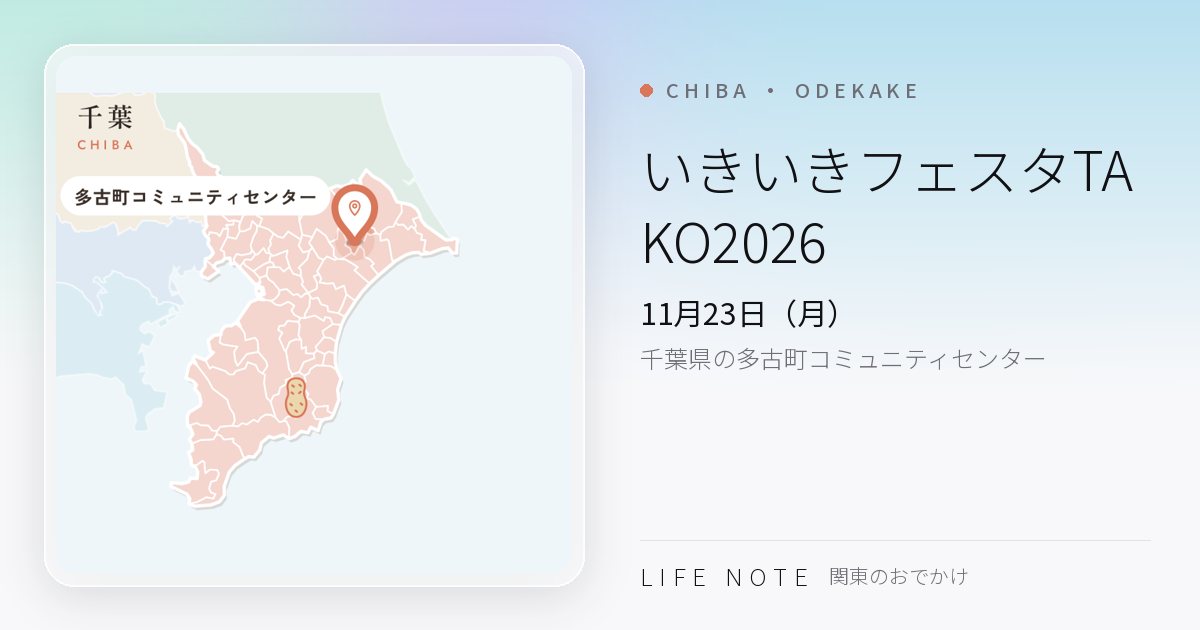 千葉
CHIBA
多古町コミュニティセンター
CHIBA • ODEKAKE
いきいきフェスタTA
KO2026
11月23日（月）
千葉県の多古町コミュニティセンター
LIFE NOTE 関東のおでかけ